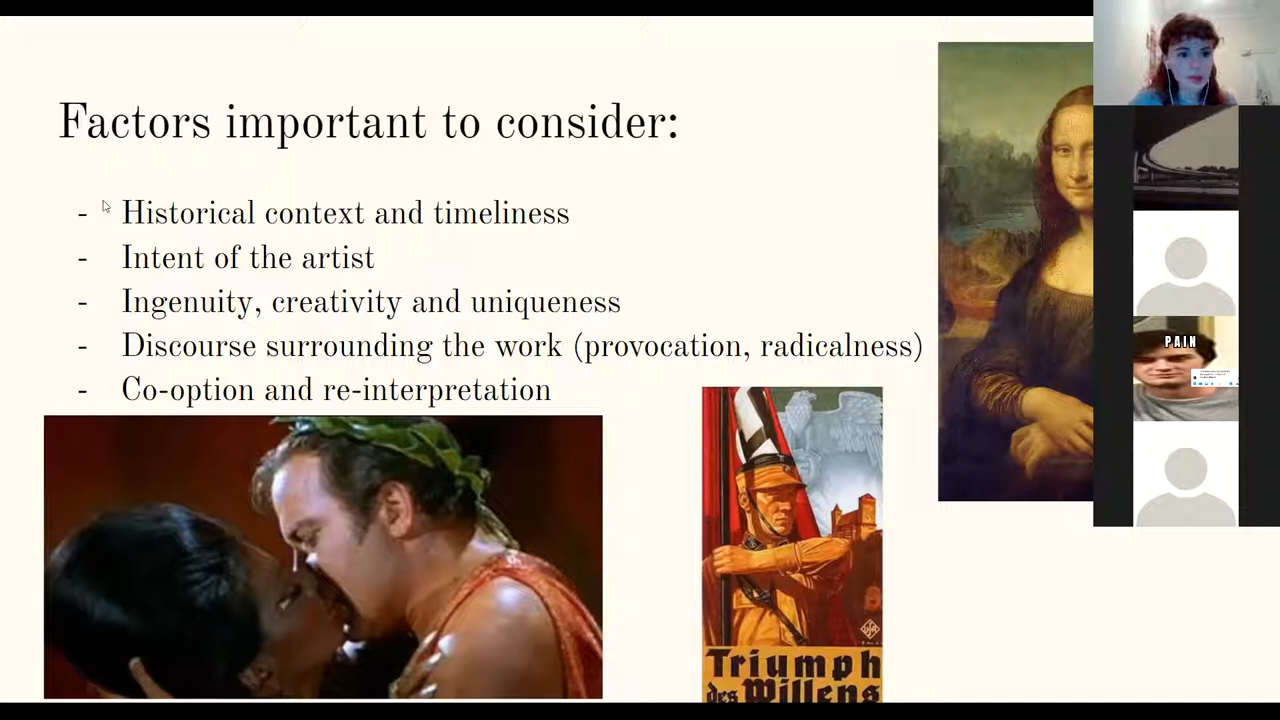 Factors important to consider:
- Historical context and timeliness
- Intent of the artist
- Ingenuity, creativity and uniqueness
- Discourse surrounding the work (provocation, radicalness)
- Co-option and re-interpretation
PAIN
Triumph
des Willens